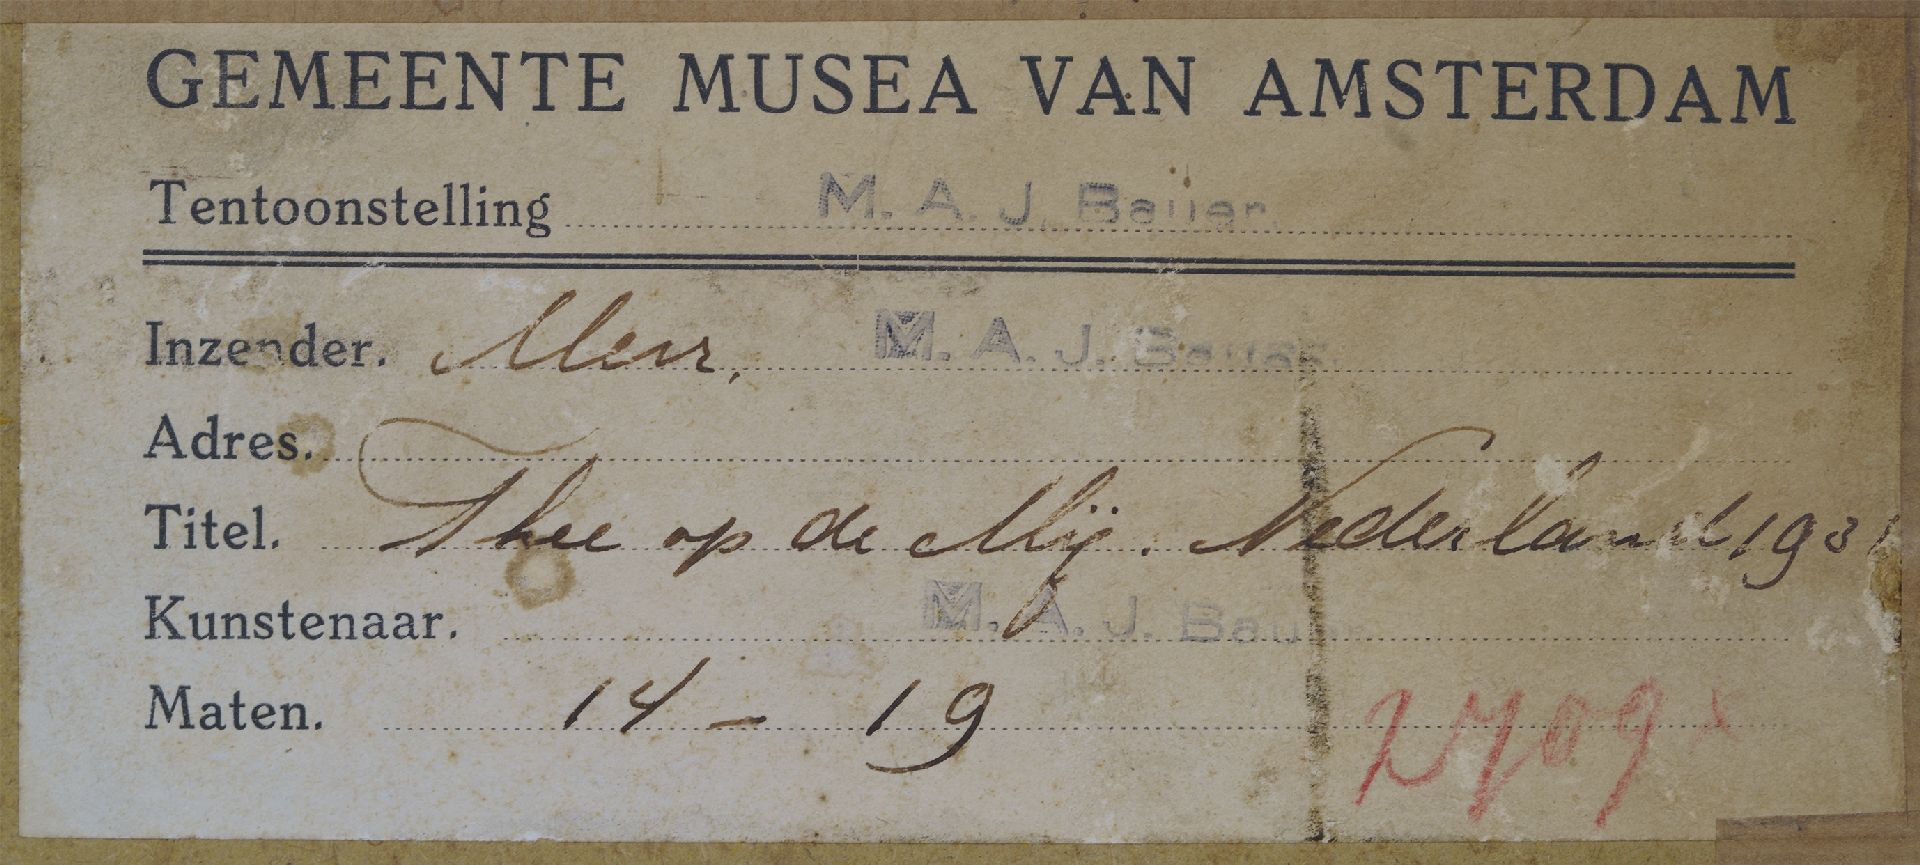 GEMEENTE MUSEA VAN AMSTERDAM
Tentoonstelling M. A. J. Bauer.
Inzender. Mevr. M. A. J. Bauer
Adres.
Titel. Thee op de Mij. Nederland 1931
Kunstenaar. M. A. J. Bauer
Maten. 14 - 19